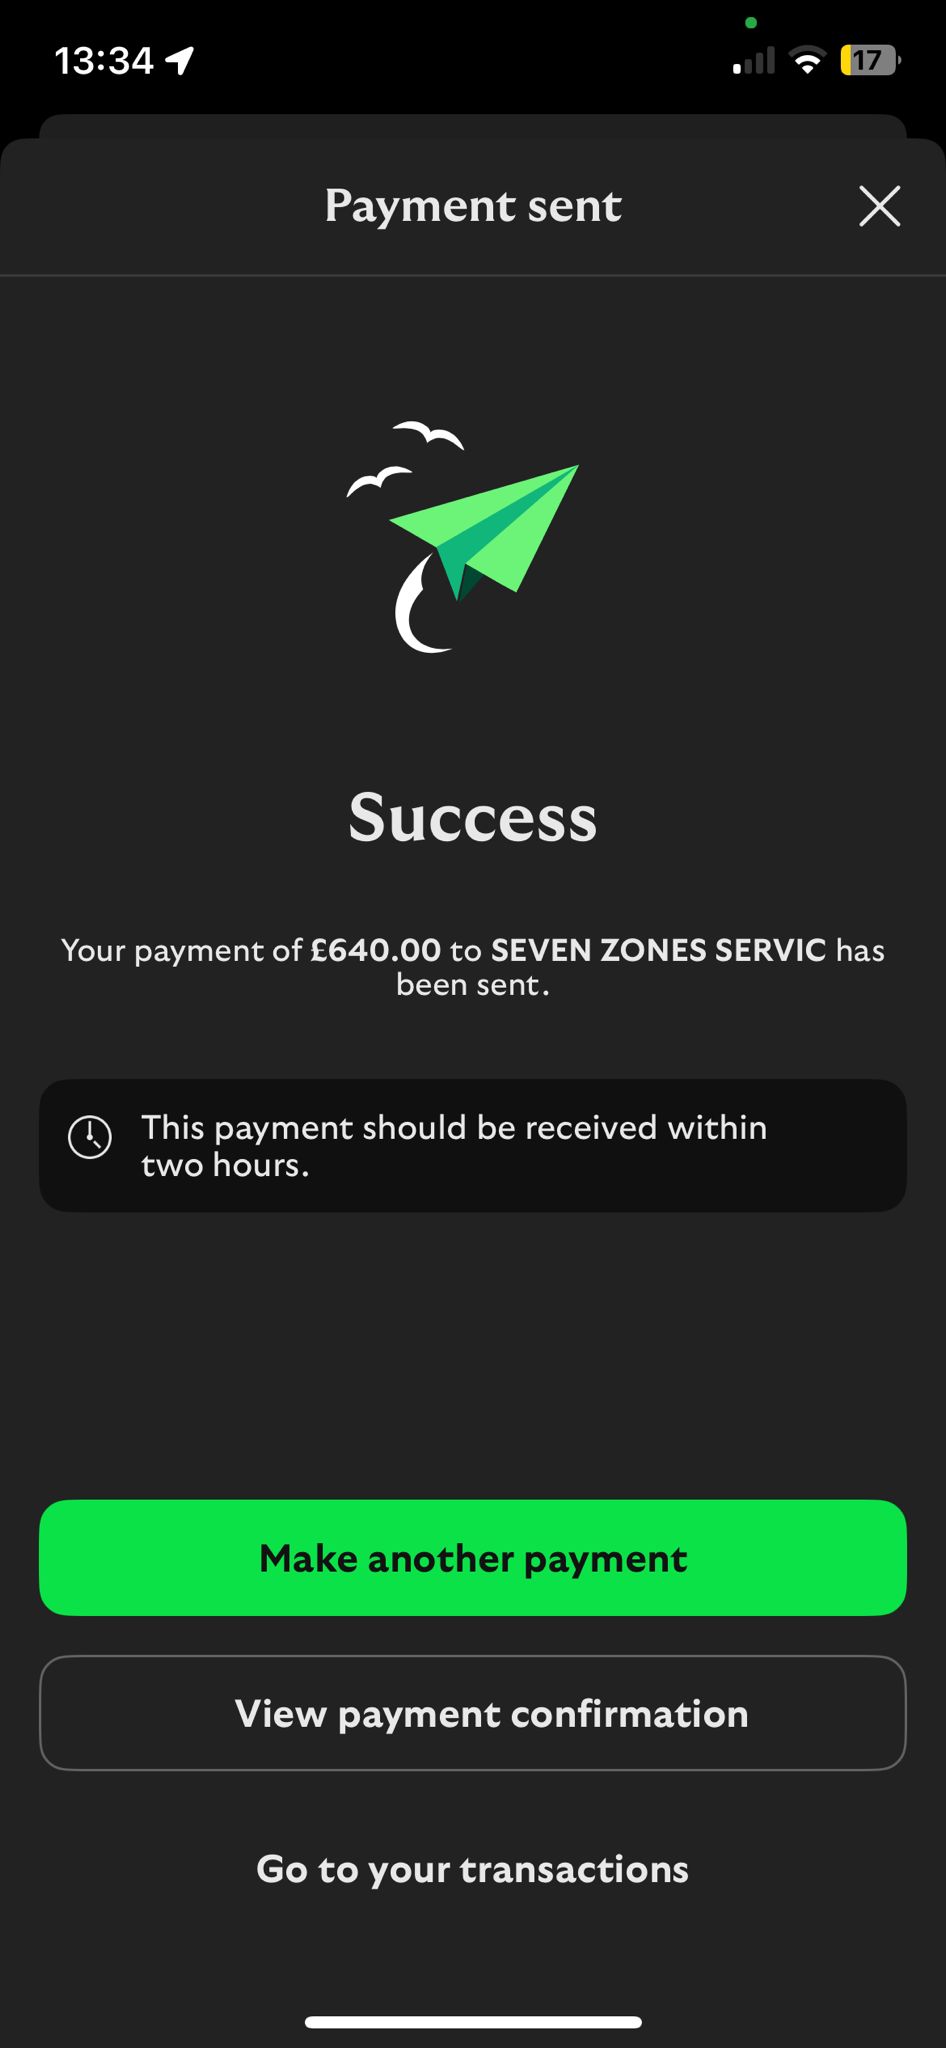 13:34
17
Payment sent
Success
Your payment of £640.00 to SEVEN ZONES SERVIC has
been sent.
This payment should be received within
two hours.
Make another payment
View payment confirmation
Go to your transactions